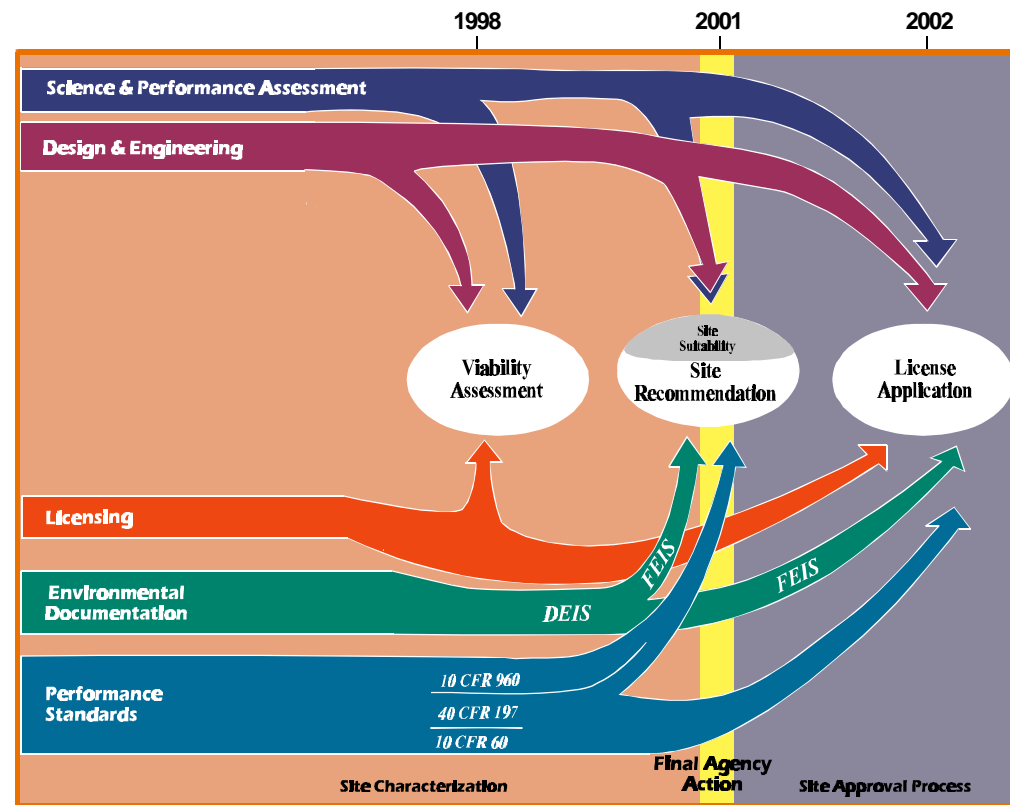 1998 2001 2002
Science & Performance Assessment
Design & Engineering
Site
Suitability
Viability
Assessment
Site
Recommendation
License
Application
Licensing
Environmental
Documentation
FEIS
FEIS
DEIS
Performance
Standards
10 CFR 960
40 CFR 197
10 CFR 60
Site Characterization
Final Agency
Action
Site Approval Process